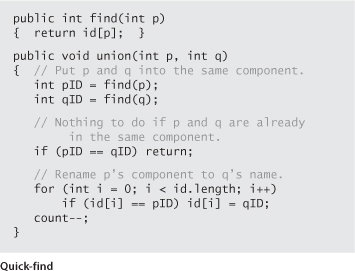 public int find(int p)
{  return id[p];  }
public void union(int p, int q)
{  // Put p and q into the same component.
   int pID = find(p);
   int qID = find(q);
   // Nothing to do if p and q are already
        in the same component.
   if (pID == qID) return;
   // Rename p’s component to q’s name.
   for (int i = 0; i < id.length; i++)
       if (id[i] == pID) id[i] = qID;
   count--;
}
Quick-find